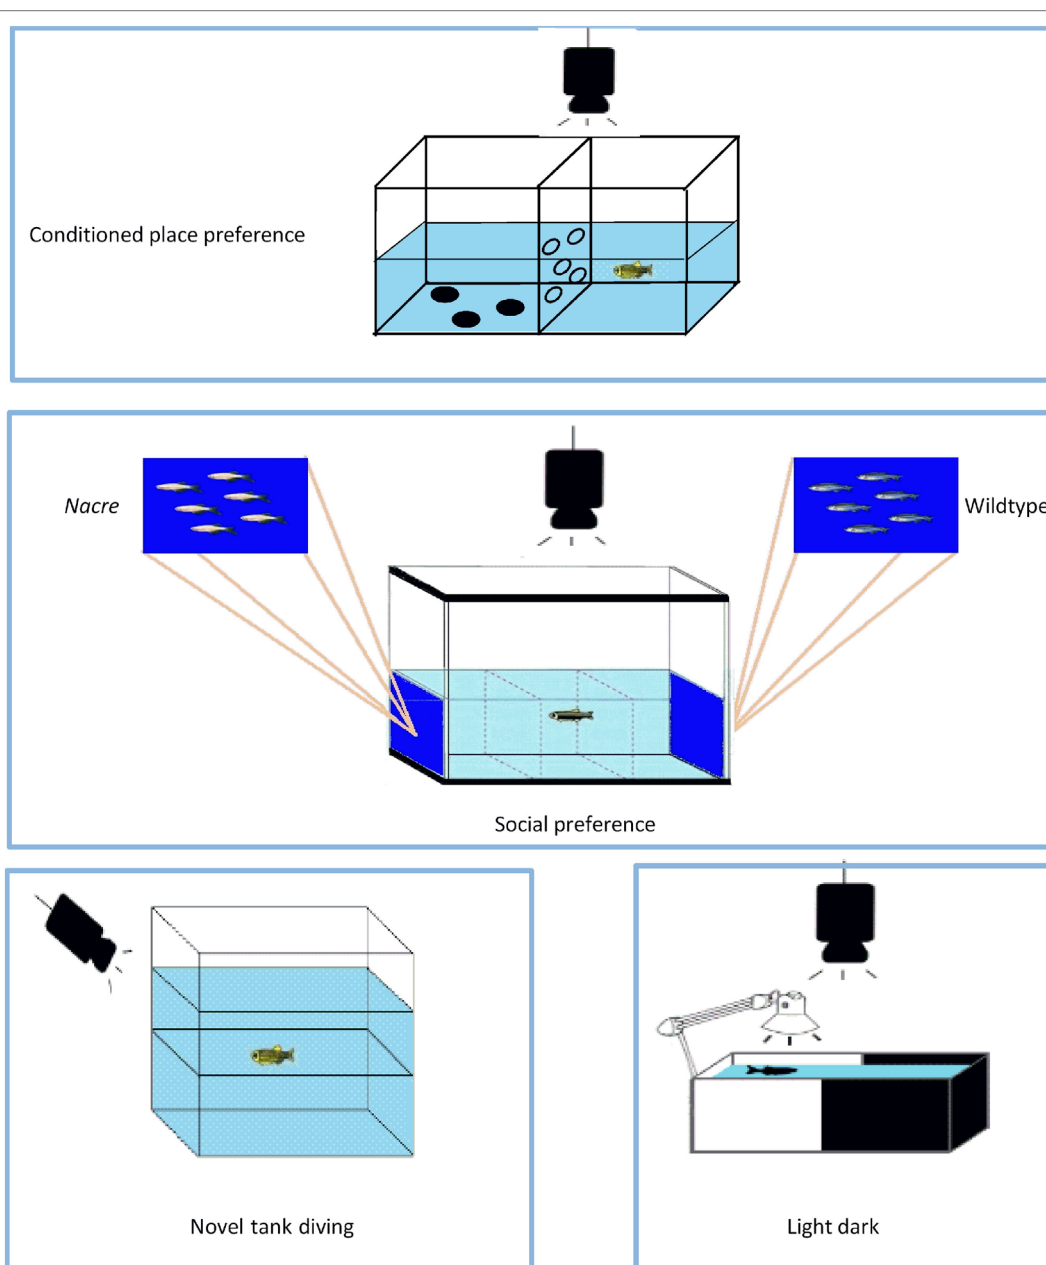 Conditioned place preference
Nacre
Wildtype
Social preference
Novel tank diving
Light dark